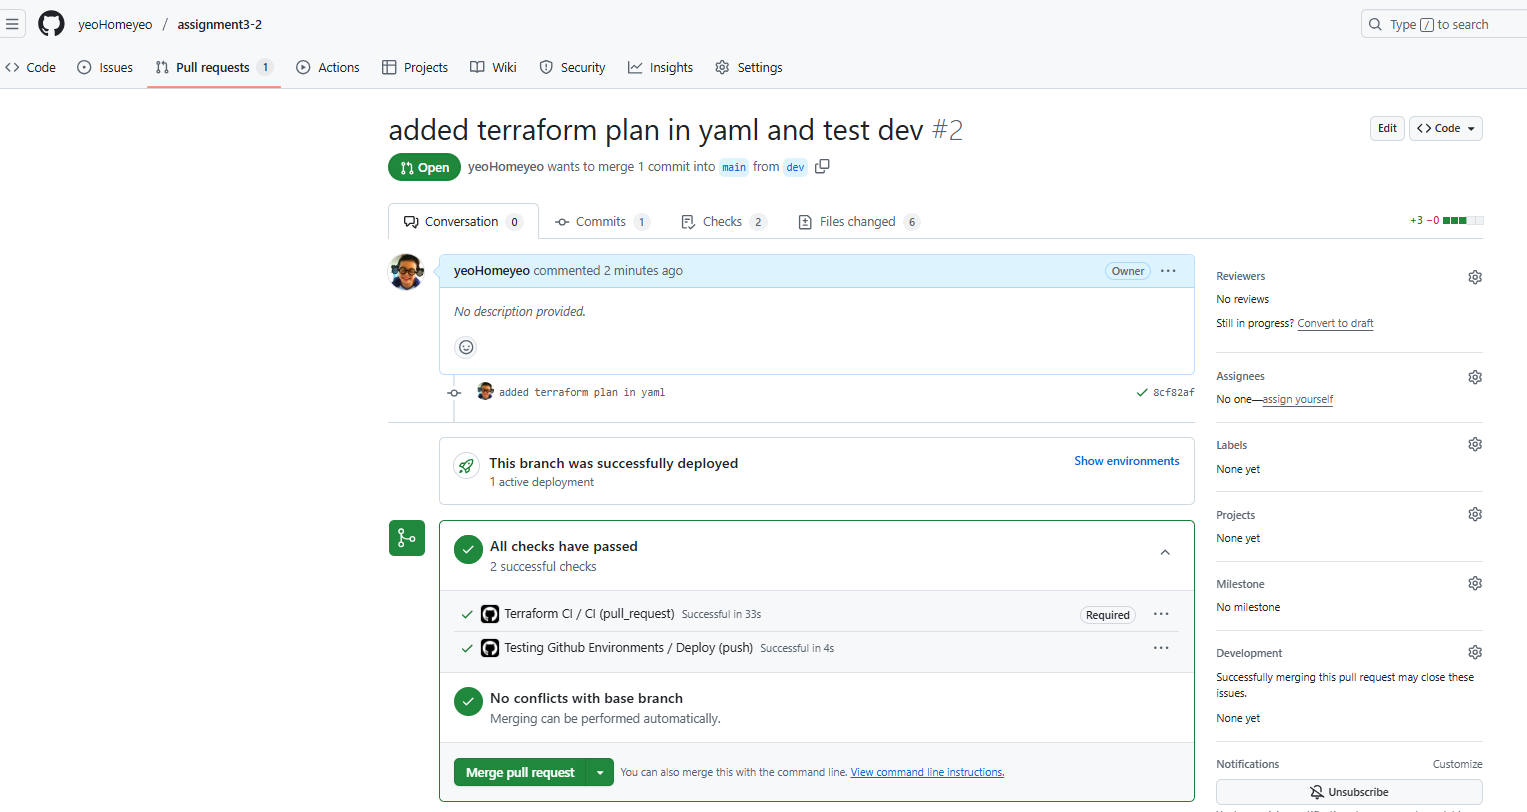 yeoHomeyeo / assignment3-2
Type / to search
Code
Issues
Pull requests 1
Actions
Projects
Wiki
Security
Insights
Settings
added terraform plan in yaml and test dev #2
Edit
Code
Open
yeoHomeyeo wants to merge 1 commit into main from dev
Conversation 0
Commits 1
Checks 2
Files changed 6
+3 −0
yeoHomeyeo commented 2 minutes ago
Owner
No description provided.
added terraform plan in yaml
8cf82af
This branch was successfully deployed
1 active deployment
Show environments
All checks have passed
2 successful checks
Terraform CI / CI (pull_request) Successful in 33s
Required
Testing Github Environments / Deploy (push) Successful in 4s
No conflicts with base branch
Merging can be performed automatically.
Merge pull request
You can also merge this with the command line. View command line instructions.
Reviewers
No reviews
Still in progress? Convert to draft
Assignees
No one—assign yourself
Labels
None yet
Projects
None yet
Milestone
No milestone
Development
Successfully merging this pull request may close these
issues.
None yet
Notifications
Customize
Unsubscribe